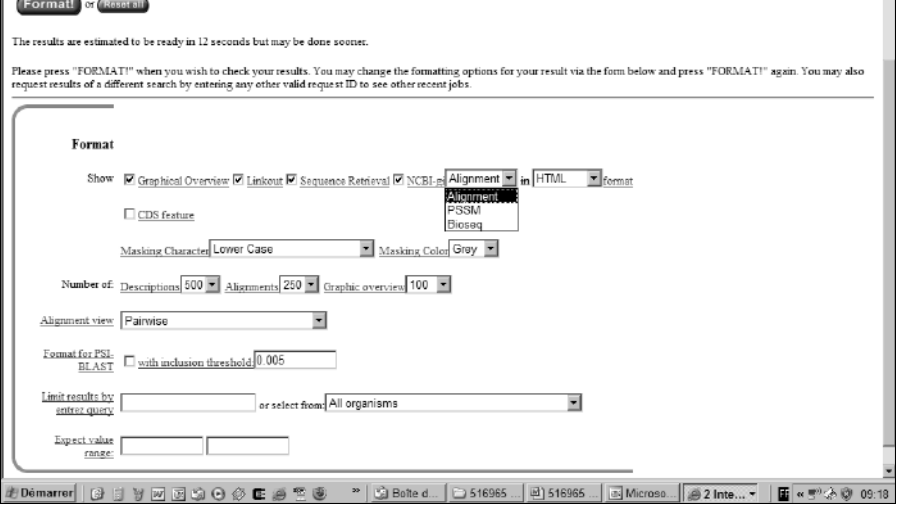 Format! or Reset all
The results are estimated to be ready in 12 seconds but may be done sooner.
Please press "FORMAT!" when you wish to check your results. You may change the formatting options for your result via the form below and press "FORMAT!" again. You may also
request results of a different search by entering any other valid request ID to see other recent jobs.
Format
Show Graphical Overview Linkout Sequence Retrieval NCBI-gi Alignment in HTML format
Alignment
PSSM
Bioseq
CDS feature
Masking Character Lower Case Masking Color Grey
Number of: Descriptions 500 Alignments 250 Graphic overview 100
Alignment view Pairwise
Format for PSI-
BLAST with inclusion threshold: 0.005
Limit results by
entrez query or select from: All organisms
Expect value
range:
Démarrer » Boîte d... 516965 ... 516965 ... Microso... 2 Inte... « 09:18